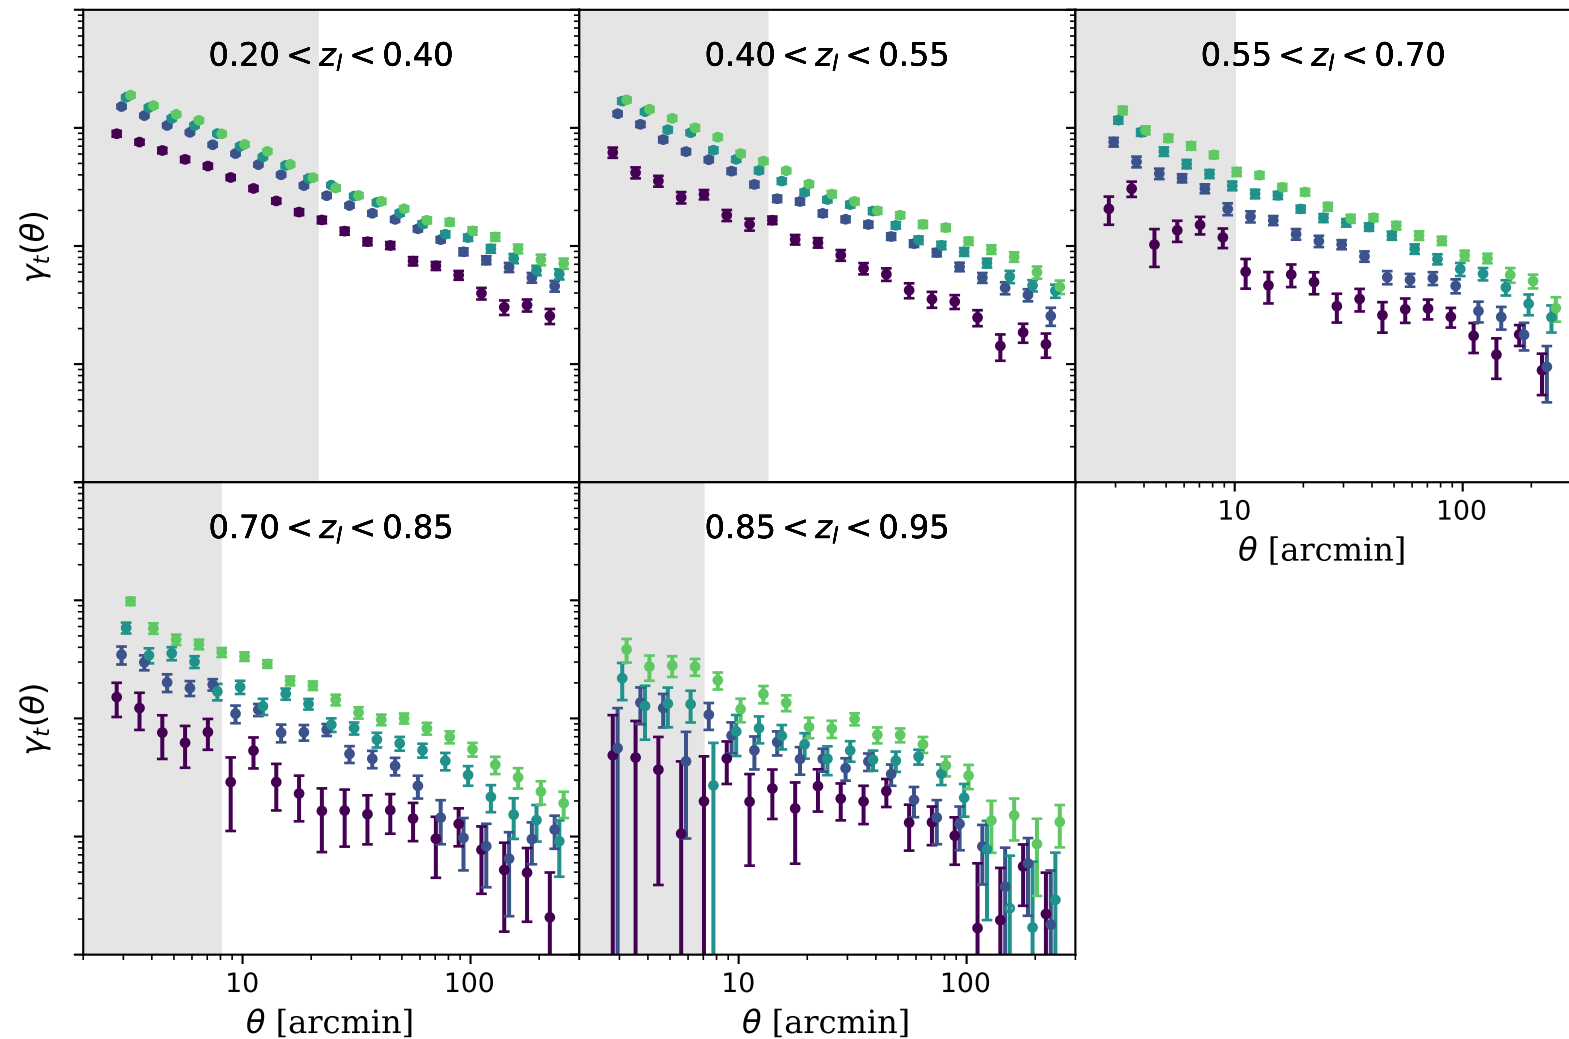 0.20 < z_l < 0.40
0.40 < z_l < 0.55
0.55 < z_l < 0.70
γ_t(θ)
10
100
θ [arcmin]
0.70 < z_l < 0.85
0.85 < z_l < 0.95
γ_t(θ)
10
100
10
100
θ [arcmin]
θ [arcmin]